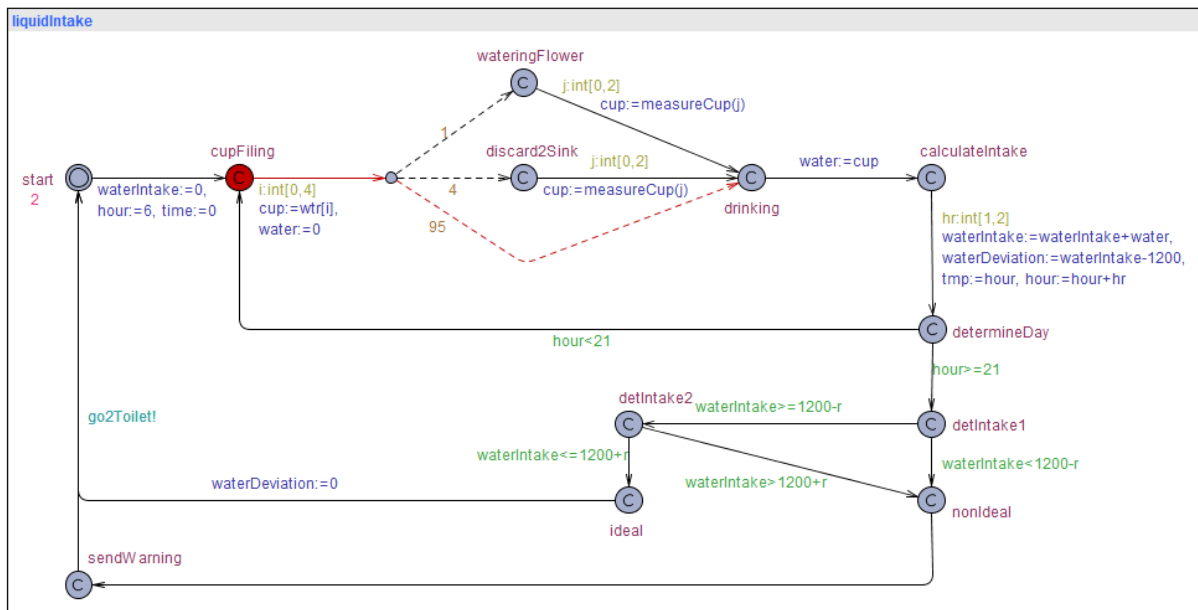 liquidIntake
wateringFlower
j:int[0,2]
cup:=measureCup(j)
1
cupFiling
discard2Sink
j:int[0,2]
water:=cup
calculateIntake
start
2
waterIntake:=0,
hour:=6, time:=0
i:int[0,4]
cup:=wtr[i],
water:=0
4
cup:=measureCup(j)
drinking
95
hr:int[1,2]
waterIntake:=waterIntake+water,
waterDeviation:=waterIntake-1200,
tmp:=hour, hour:=hour+hr
hour<21
determineDay
hour>=21
go2Toilet!
detIntake2
waterIntake>=1200-r
detIntake1
waterIntake<=1200+r
waterIntake<1200-r
waterDeviation:=0
waterIntake>1200+r
ideal
nonIdeal
sendWarning
C
C
C
C
C
C
C
C
C
C
C